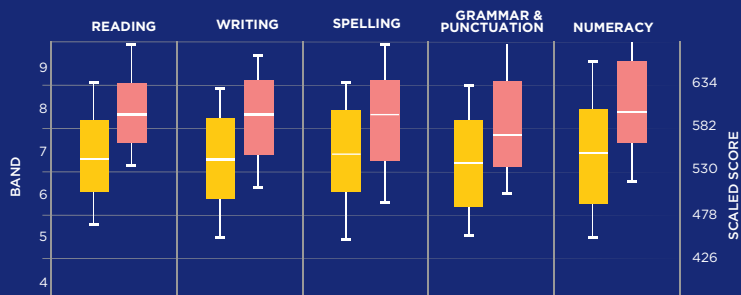 READING
WRITING
SPELLING
GRAMMAR &
PUNCTUATION
NUMERACY
9
8
7
6
5
4
BAND
634
582
530
478
426
SCALED SCORE